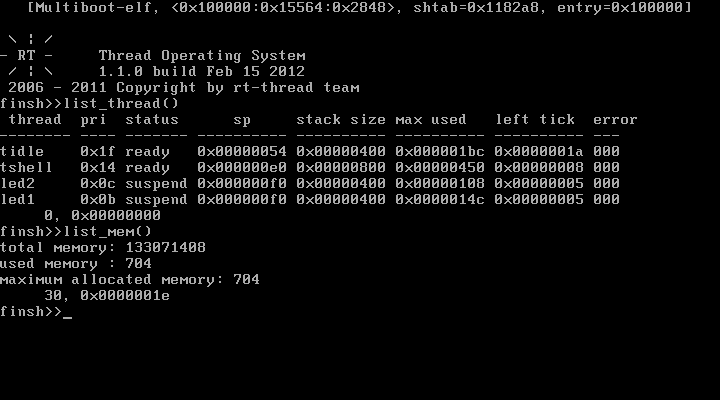 [Multiboot-elf, <0x100000:0x15564:0x2848>, shtab=0x1182a8, entry=0x100000]
 \ ¦ /
- RT -      Thread Operating System
 / ¦ \      1.1.0 build Feb 15 2012
 2006 - 2011 Copyright by rt-thread team
finsh>>list_thread()
 thread  pri  status      sp     stack size max used   left tick  error
-------- ---- ------- ---------- ---------- ---------- ---------- ---
tidle    0x1f ready   0x00000054 0x00000400 0x000001bc 0x0000001a 000
tshell   0x14 ready   0x000000e0 0x00000800 0x00000450 0x00000008 000
led2     0x0c suspend 0x000000f0 0x00000400 0x00000108 0x00000005 000
led1     0x0b suspend 0x000000f0 0x00000400 0x0000014c 0x00000005 000
     0, 0x00000000
finsh>>list_mem()
total memory: 133071408
used memory : 704
maximum allocated memory: 704
     30, 0x0000001e
finsh>>_